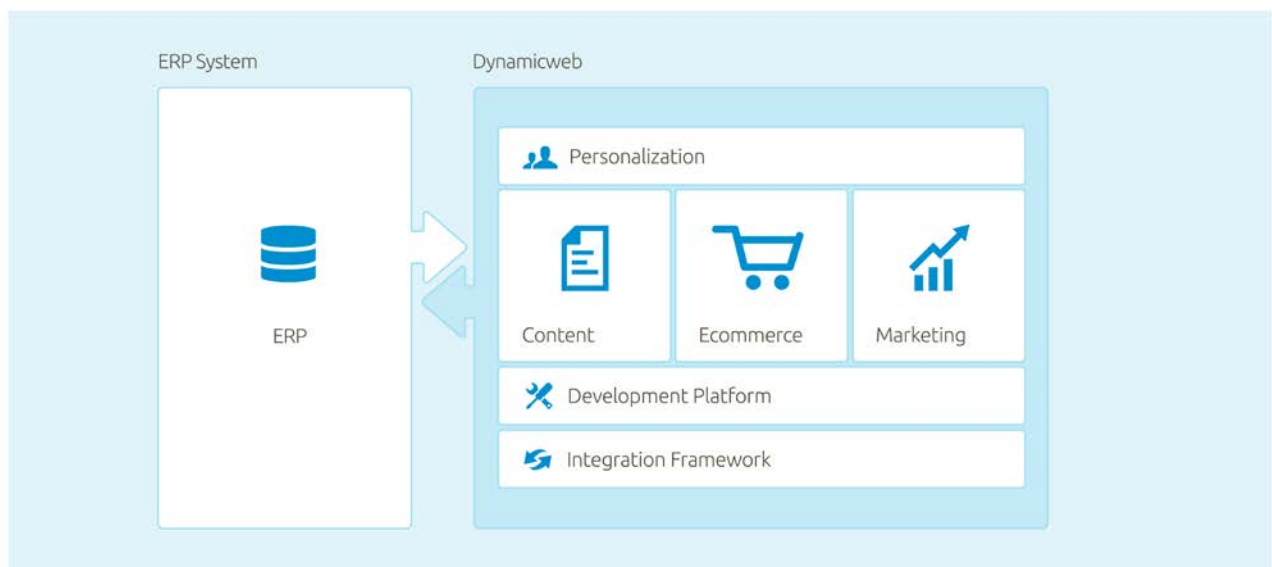 ERP System
Dynamicweb
Personalization
ERP
Content
Ecommerce
Marketing
Development Platform
Integration Framework